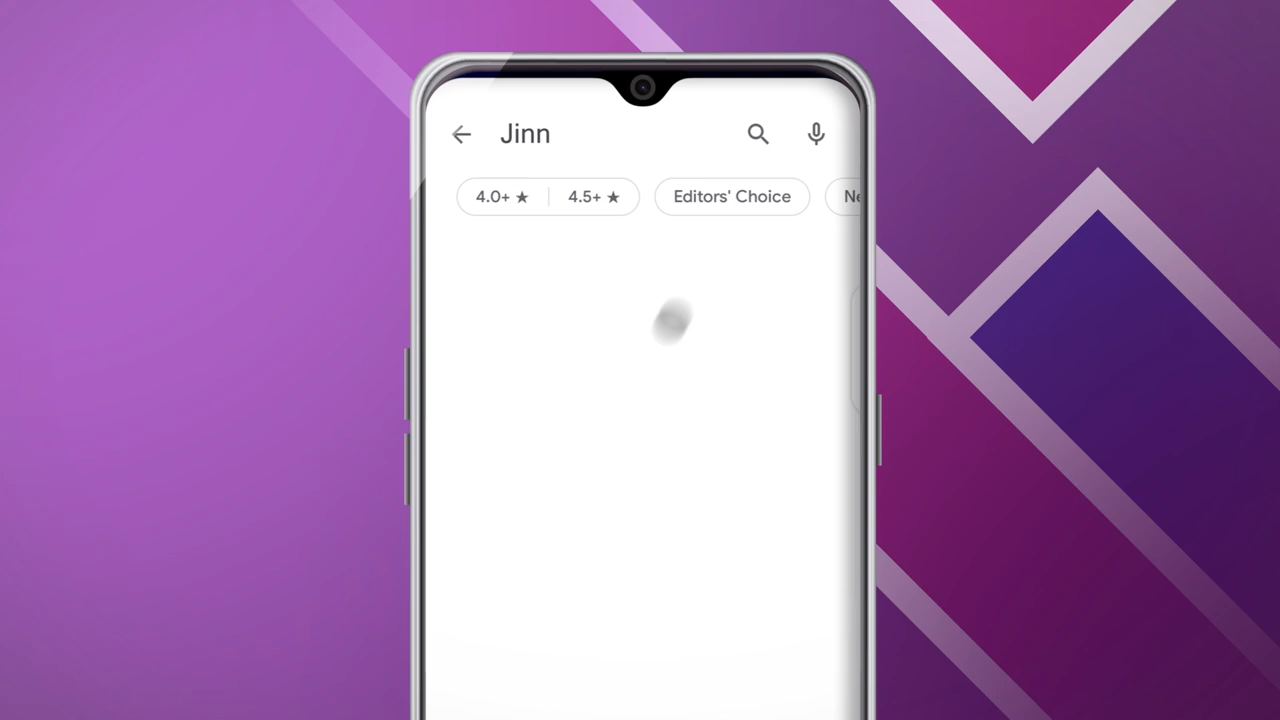 Jinn
4.0+ ★ 4.5+ ★ Editors' Choice